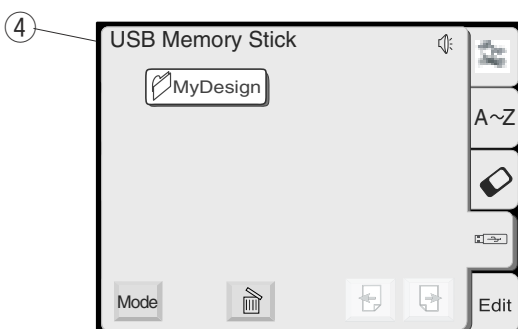 ④
USB Memory Stick
MyDesign
A~Z
Mode
Edit